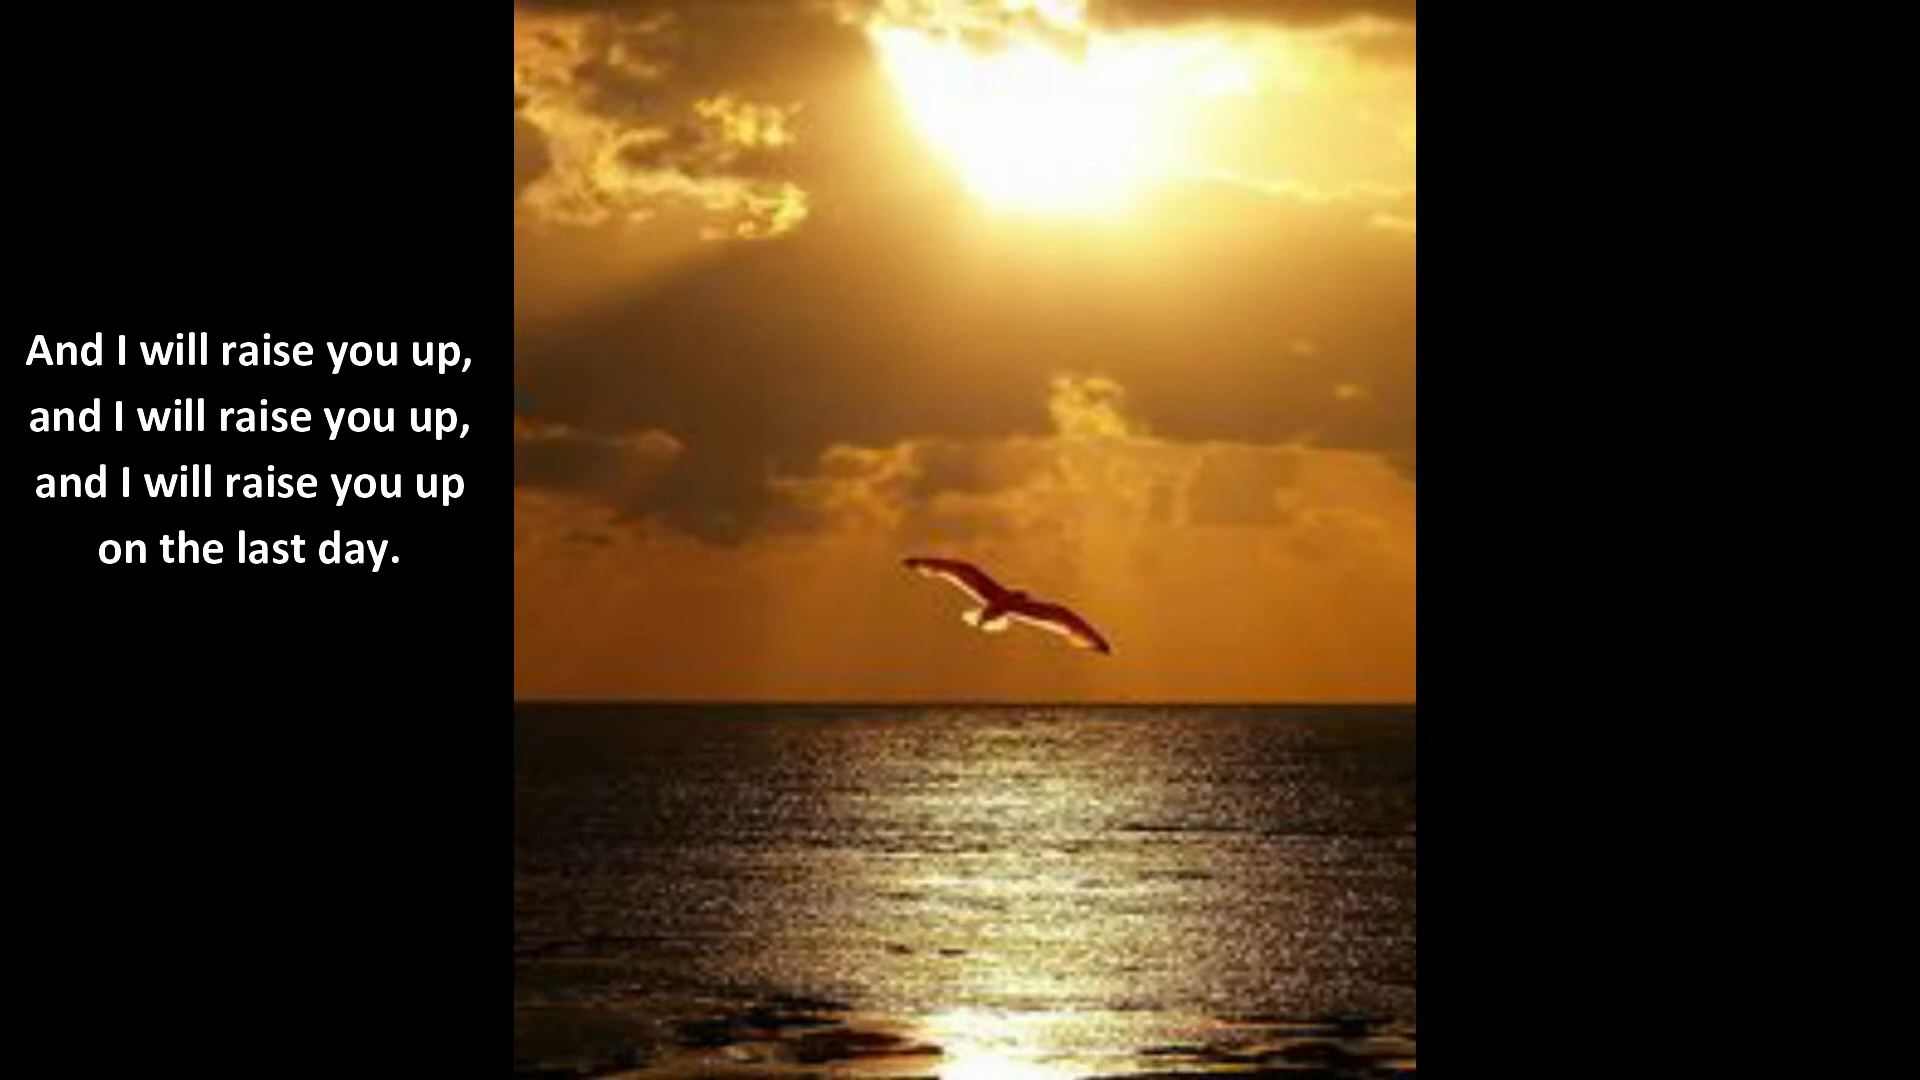 And I will raise you up,
and I will raise you up,
and I will raise you up
on the last day.